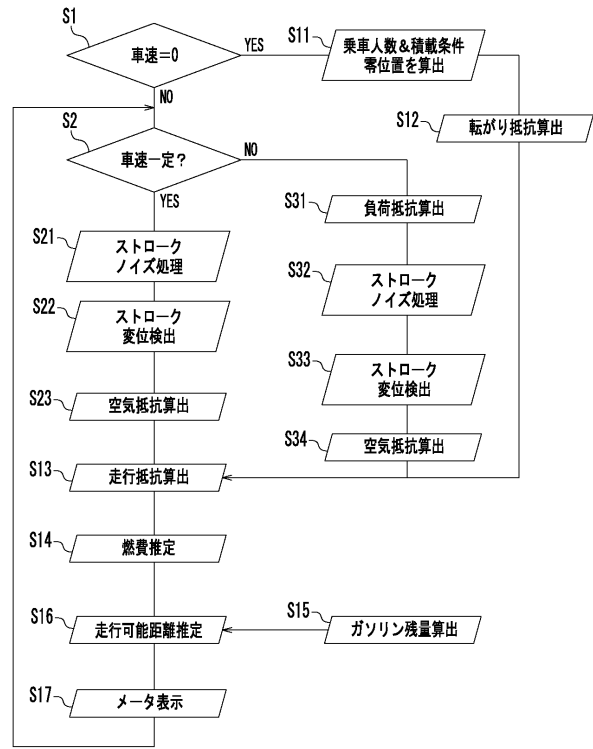 S1
車速=0
YES
NO
S11
乗車人数&積載条件
零位置を算出
S12
転がり抵抗算出
S2
車速一定?
NO
YES
S21
ストローク
ノイズ処理
S22
ストローク
変位検出
S23
空気抵抗算出
S31
負荷抵抗算出
S32
ストローク
ノイズ処理
S33
ストローク
変位検出
S34
空気抵抗算出
S13
走行抵抗算出
S14
燃費推定
S15
ガソリン残量算出
S16
走行可能距離推定
S17
メータ表示